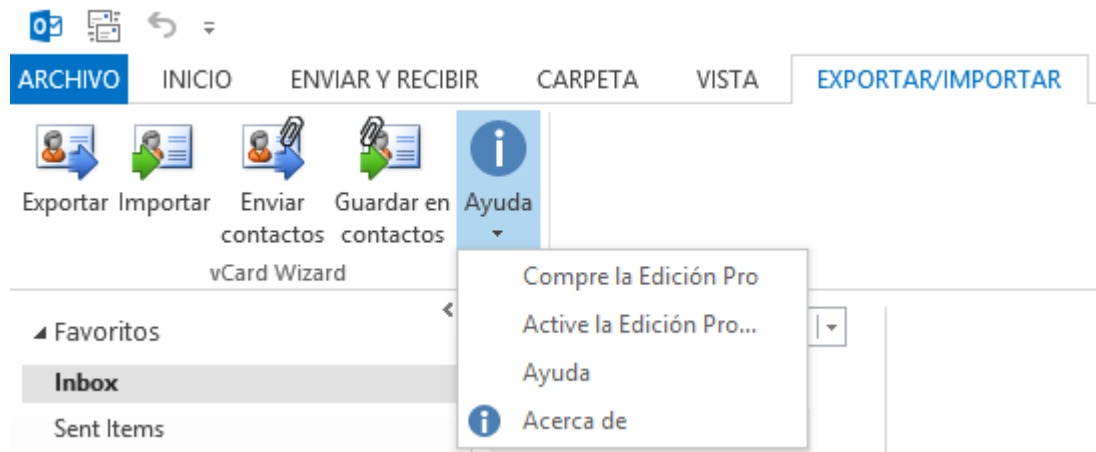 ARCHIVO INICIO ENVIAR Y RECIBIR CARPETA VISTA EXPORTAR/IMPORTAR
Exportar Importar Enviar contactos Guardar en contactos Ayuda
vCard Wizard
Compre la Edición Pro
Active la Edición Pro...
Ayuda
Acerca de
Favoritos
Inbox
Sent Items